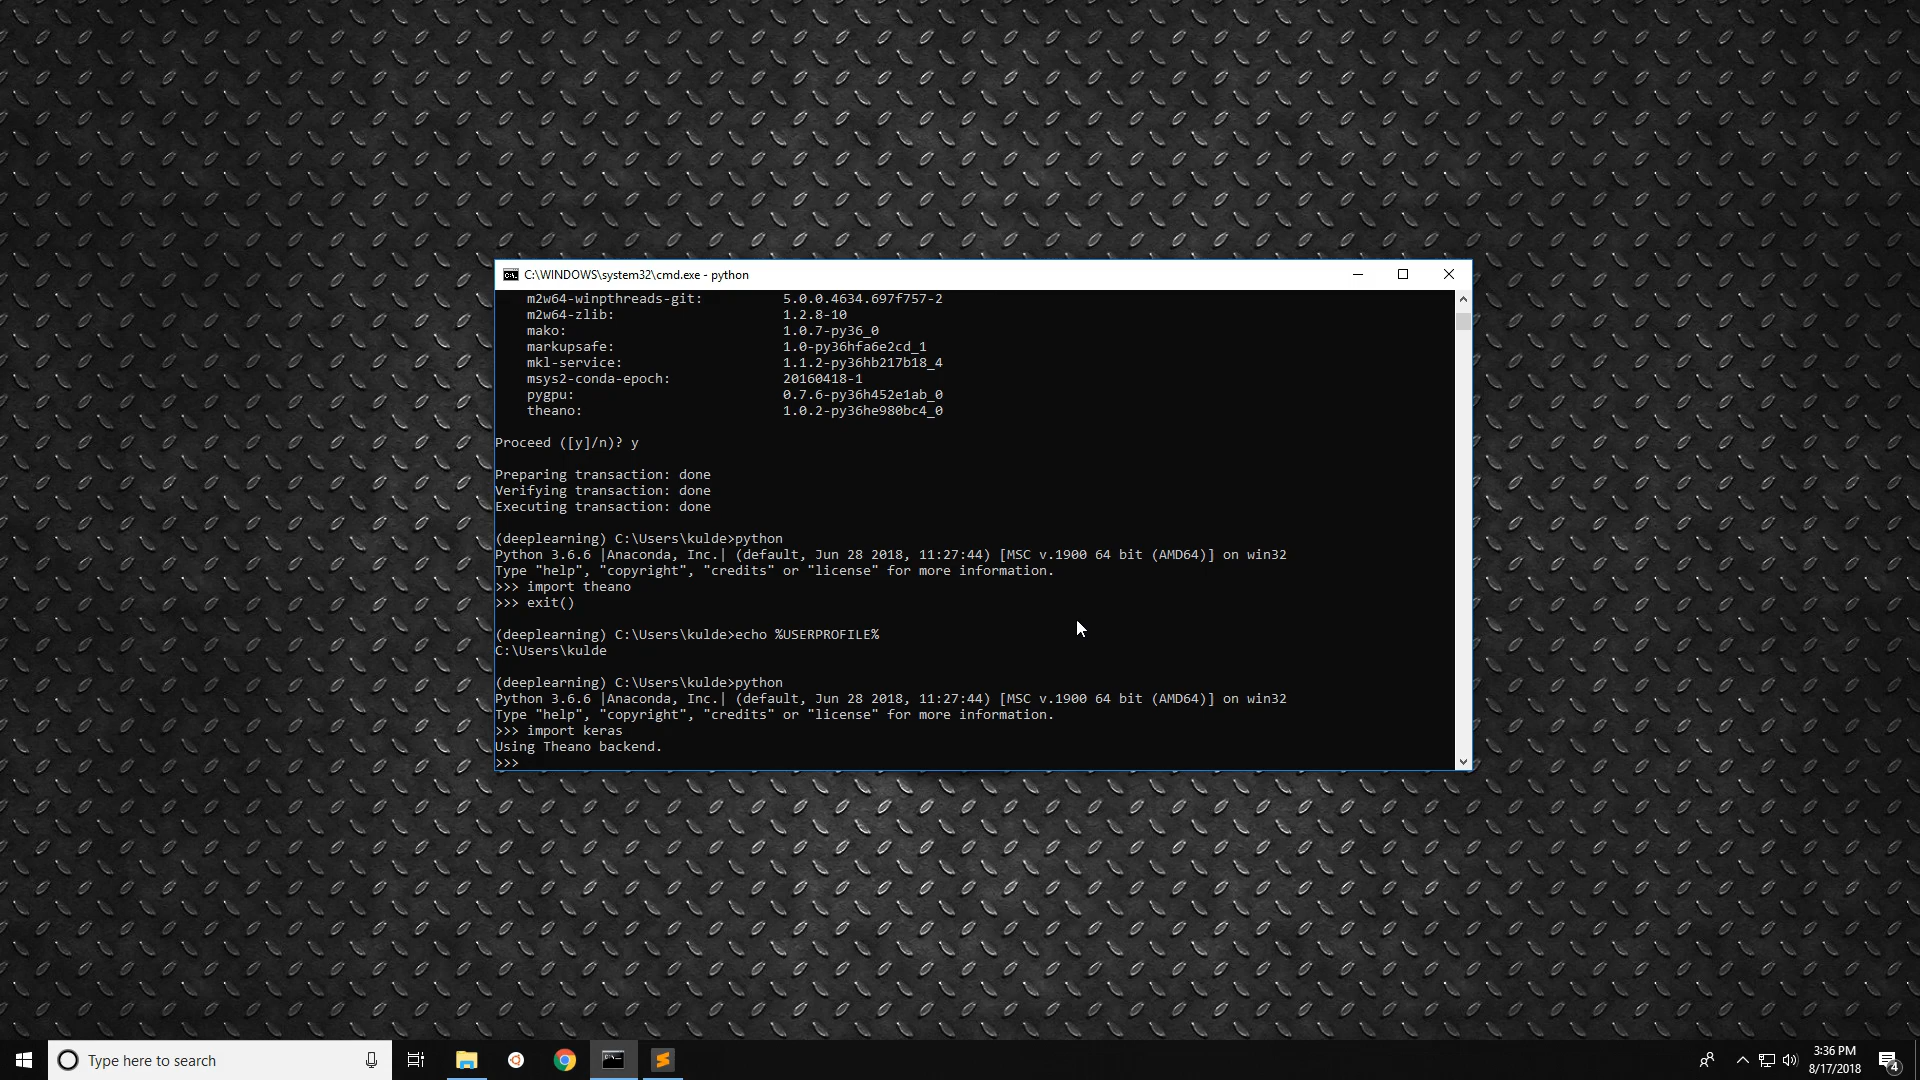 C:\WINDOWS\system32\cmd.exe - python
m2w64-winpthreads-git: 5.0.0.4634.697f757-2
m2w64-zlib: 1.2.8-10
mako: 1.0.7-py36_0
markupsafe: 1.0-py36hfa6e2cd_1
mkl-service: 1.1.2-py36hb217b18_4
msys2-conda-epoch: 20160418-1
pygpu: 0.7.6-py36h452e1ab_0
theano: 1.0.2-py36he980bc4_0
Proceed ([y]/n)? y
Preparing transaction: done
Verifying transaction: done
Executing transaction: done
(deeplearning) C:\Users\kulde>python
Python 3.6.6 |Anaconda, Inc.| (default, Jun 28 2018, 11:27:44) [MSC v.1900 64 bit (AMD64)] on win32
Type "help", "copyright", "credits" or "license" for more information.
>>> import theano
>>> exit()
(deeplearning) C:\Users\kulde>echo %USERPROFILE%
C:\Users\kulde
(deeplearning) C:\Users\kulde>python
Python 3.6.6 |Anaconda, Inc.| (default, Jun 28 2018, 11:27:44) [MSC v.1900 64 bit (AMD64)] on win32
Type "help", "copyright", "credits" or "license" for more information.
>>> import keras
Using Theano backend.
>>>
Type here to search
3:36 PM
8/17/2018
4